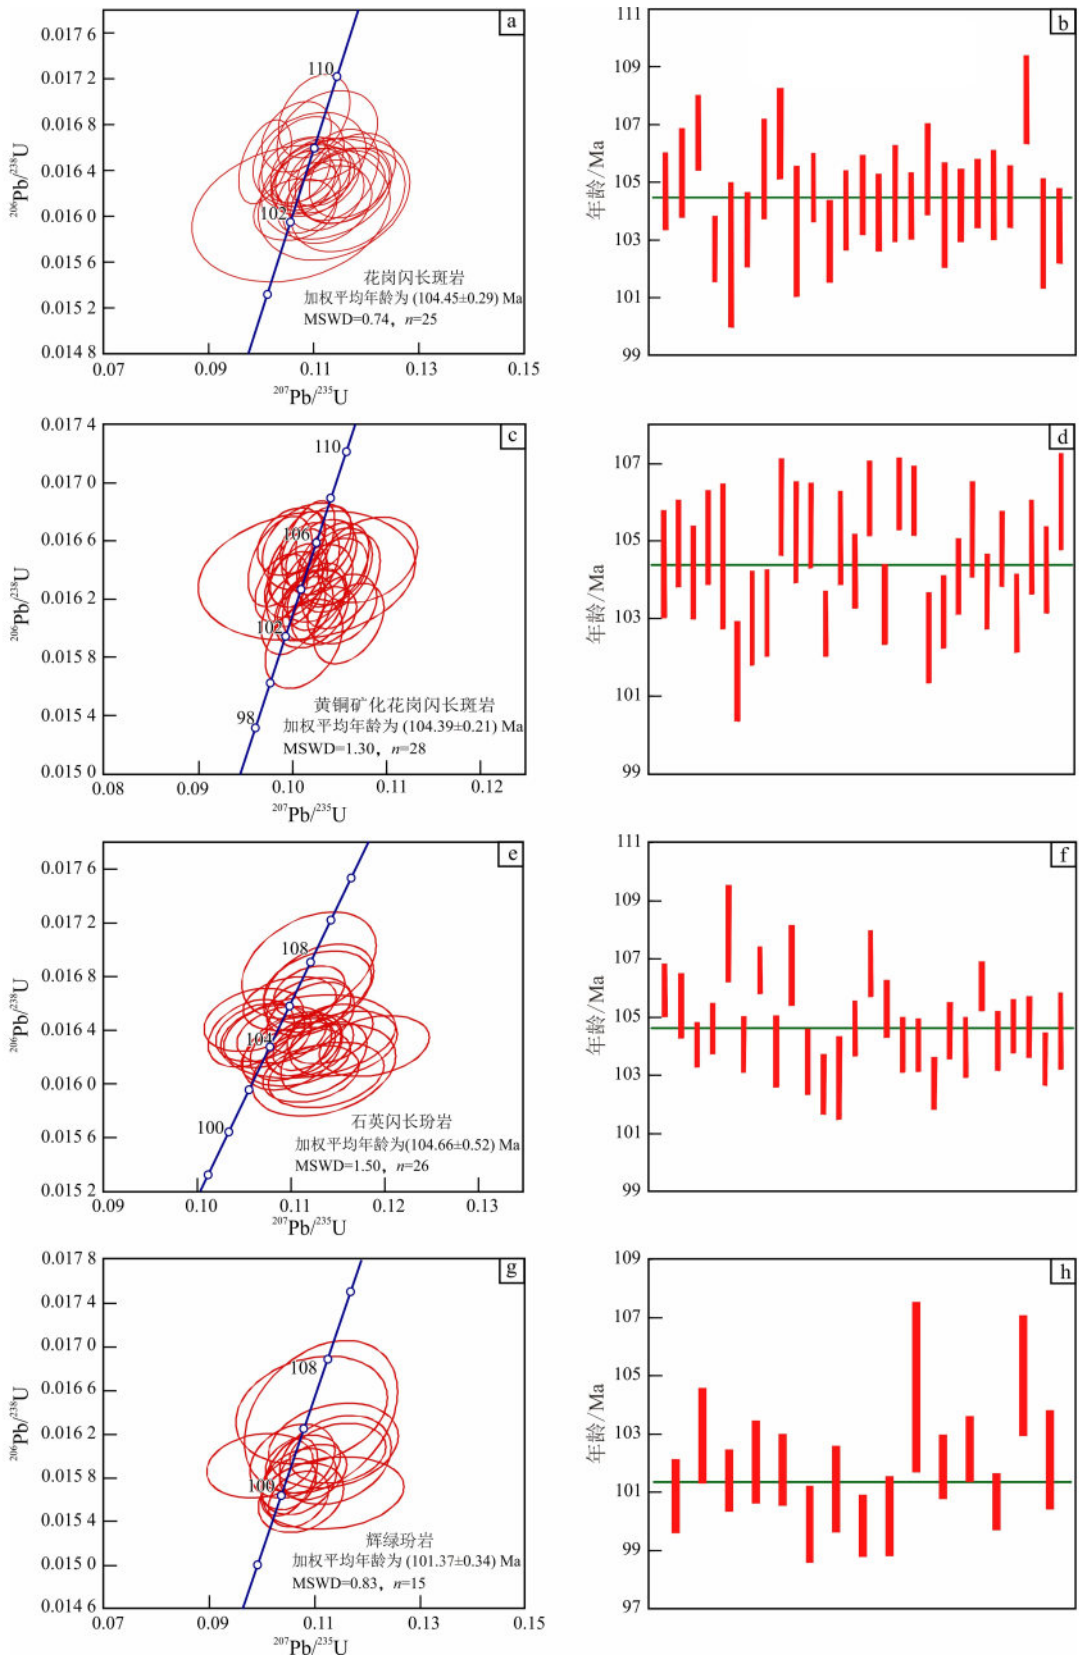 a
0.017 6
0.017 2
0.016 8
0.016 4
0.016 0
0.015 6
0.015 2
0.014 8
²⁰⁶Pb/²³⁸U
110
102
花岗闪长斑岩
加权平均年龄为 (104.45±0.29) Ma
MSWD=0.74, n=25
0.07 0.09 0.11 0.13 0.15
²⁰⁷Pb/²³⁵U
b
111
109
107
105
103
101
99
年龄/Ma
c
0.017 4
0.017 0
0.016 6
0.016 2
0.015 8
0.015 4
0.015 0
²⁰⁶Pb/²³⁸U
110
106
102
98
黄铜矿化花岗闪长斑岩
加权平均年龄为 (104.39±0.21) Ma
MSWD=1.30, n=28
0.08 0.09 0.10 0.11 0.12
²⁰⁷Pb/²³⁵U
d
107
105
103
101
99
年龄/Ma
e
0.017 6
0.017 2
0.016 8
0.016 4
0.016 0
0.015 6
0.015 2
²⁰⁶Pb/²³⁸U
108
104
100
石英闪长玢岩
加权平均年龄为(104.66±0.52) Ma
MSWD=1.50, n=26
0.09 0.10 0.11 0.12 0.13
²⁰⁷Pb/²³⁵U
f
111
109
107
105
103
101
99
年龄/Ma
g
0.017 8
0.017 4
0.017 0
0.016 6
0.016 2
0.015 8
0.015 4
0.015 0
0.014 6
²⁰⁶Pb/²³⁸U
108
100
辉绿玢岩
加权平均年龄为 (101.37±0.34) Ma
MSWD=0.83, n=15
0.07 0.09 0.11 0.13 0.15
²⁰⁷Pb/²³⁵U
h
109
107
105
103
101
99
97
年龄/Ma